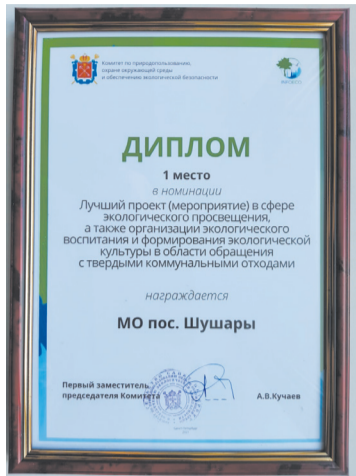 Комитет по природопользованию,
охране окружающей среды
и обеспечению экологической безопасности
ДИПЛОМ
1 место
в номинации
Лучший проект (мероприятие) в сфере
экологического просвещения,
а также организации экологического
воспитания и формирования экологической
культуры в области обращения
с твердыми коммунальными отходами
награждается
МО пос. Шушары
Первый заместитель
председателя Комитета
А.В.Кучаев